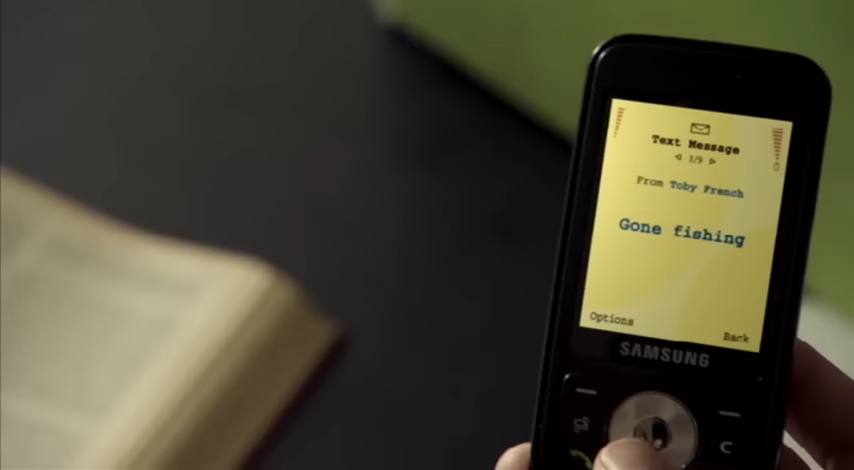 Text Message
3/9
From Toby French
Gone fishing
Options
Back
SAMSUNG
C